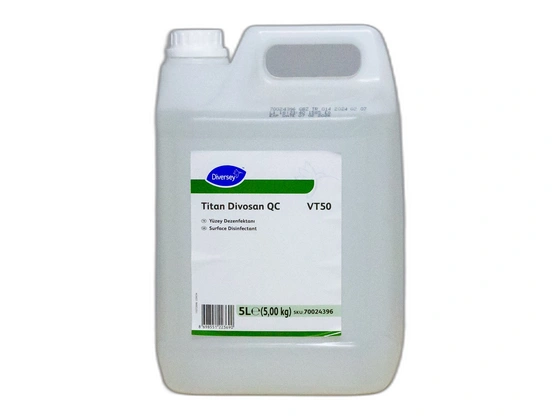 Diversey
Titan Divosan QC VT50
Yüzey Dezenfektanı
Surface Disinfectant
5L℮(5,00 kg) SKU 70024396